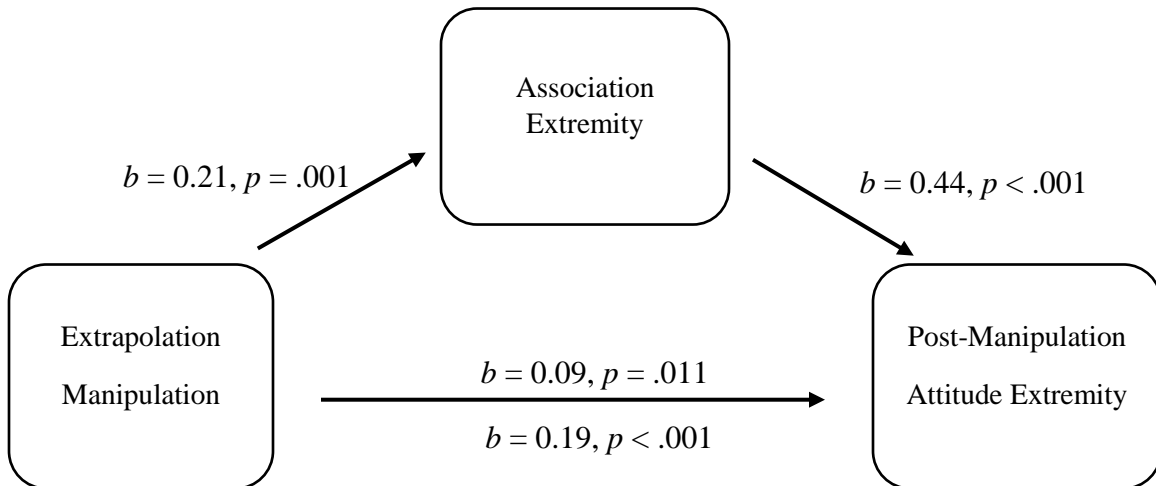 Association
Extremity
b = 0.21, p = .001
b = 0.44, p < .001
Extrapolation
Manipulation
b = 0.09, p = .011
b = 0.19, p < .001
Post-Manipulation
Attitude Extremity